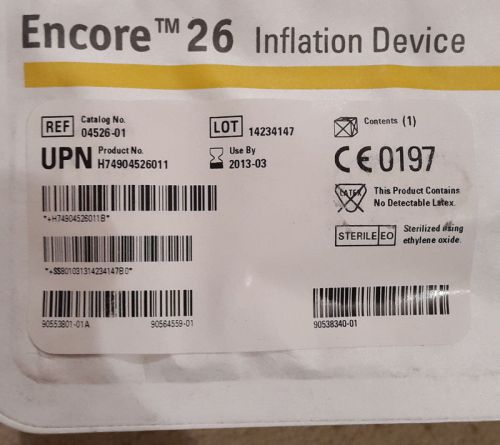 Encore™ 26 Inflation Device
REF Catalog No. 04526-01
UPN Product No. H74904526011
LOT 14234147
Use By 2013-03
Contents (1)
CE 0197
LATEX This Product Contains
No Detectable Latex.
STERILE EO Sterilized using
ethylene oxide.
*+H74904526011B*
*+$$801031314234147B0*
90553801-01A 90564559-01
90538340-01